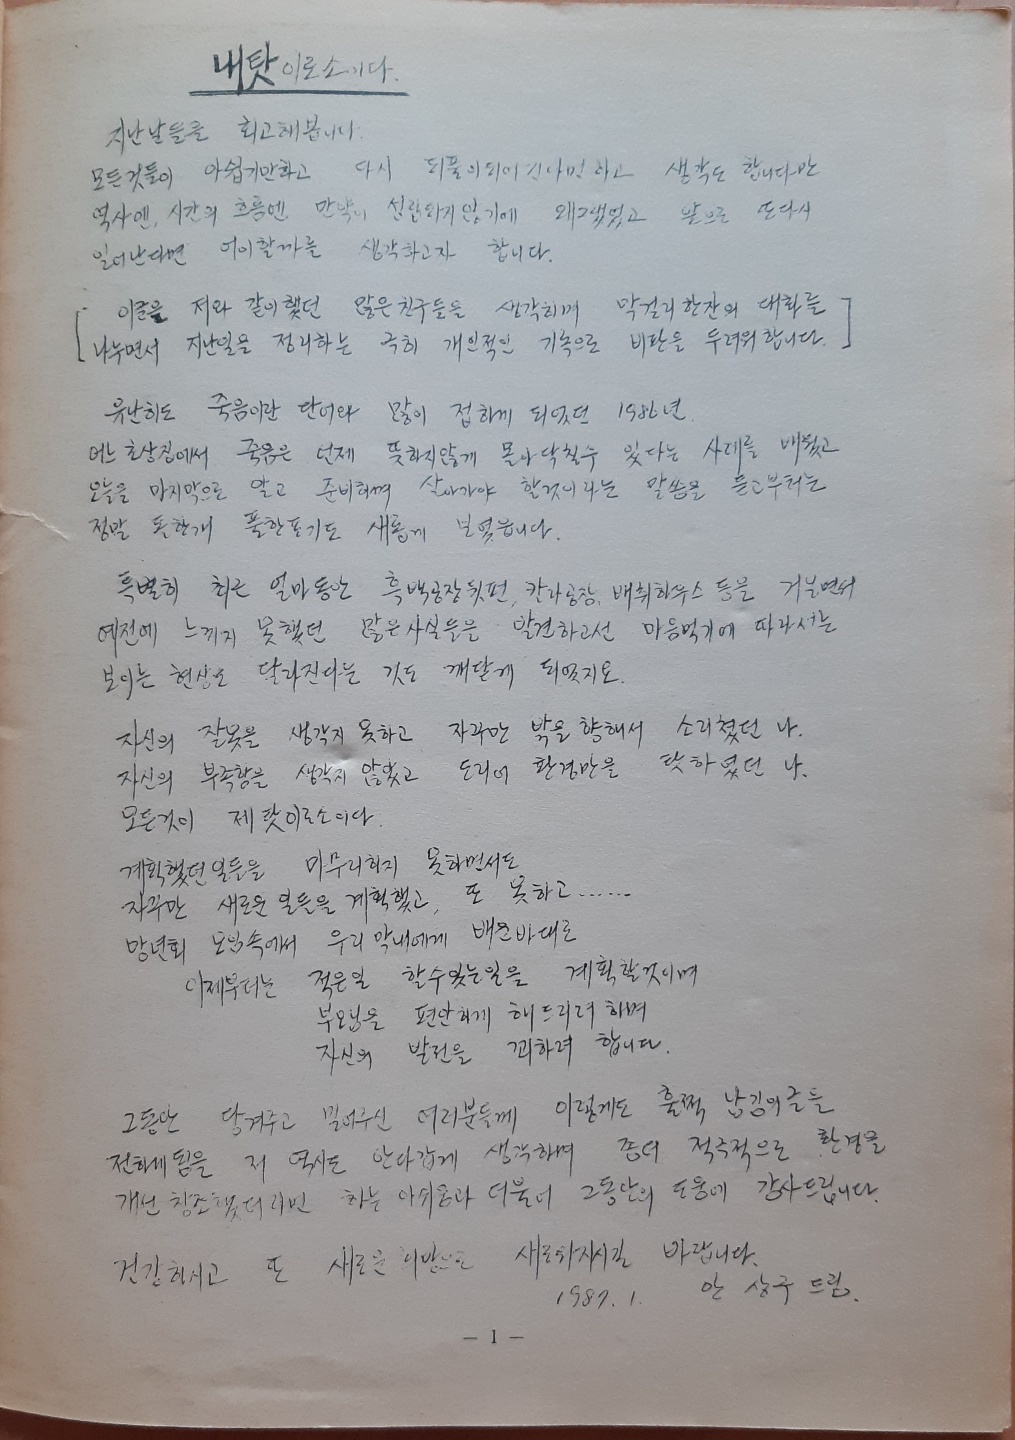 내탓이로소이다.
지난날들을 회고해봅니다.
모든것들이 아쉽기만하고 다시 되풀이되어진다면하고 생각도 합니다만
역사엔, 시간의 흐름엔 만약이 성립되지않기에 왜그랬었고 앞으로 또다시
일어난다면 어이할까를 생각하고자 합니다.
[이글을 저와 같이했던 많은친구들을 생각하며 막걸리한잔의 대화를
나누면서 지난일을 정리하는 극히 개인적인 기록으로 비판을 두려워합니다.]
유난히도 죽음이란 단어와 많이 접하게 되었던 1986년.
어느 초상집에서 죽음은 언제 뜻하지않게 몰아닥칠수 있다는 사례를 배웠고
오늘을 마지막으로 알고 준비하며 살아가야 할것이라는 말씀을 듣고부터는
정말 돌한개 풀한포기도 새롭게 보였읍니다.
특별히 최근 얼마동안 흑백공장뒷편, 칼라공장, 배취하우스 등을 거닐면서
예전에 느끼지 못했던 많은사실들을 발견하고선 마음먹기에 따라서는
보이는 현상도 달라진다는 것도 깨닫게 되었지요.
자신의 잘못을 생각지 못하고 자꾸만 밖을향해서 소리쳤던 나.
자신의 부족함을 생각지 않았고 도리어 환경만을 탓하였던 나.
모든것이 제탓이로소이다.
계획했던일들을 마무리하지 못하면서도
자꾸만 새로운 일들을 계획했고, 또 못하고 ......
망년회 모임속에서 우리막내에게 배운바대로
이제부터는 적은일 할수있는일을 계획할것이며
부모님을 편안하게 해드리려 하며
자신의 발전을 꾀하려 합니다.
그동안 당겨주고 밀어주신 여러분들께 이렇게도 훌쩍 남김의글을
전하게됨을 저 역시도 안타깝게 생각하며 좀더 적극적으로 환경을
개선 창조했더라면 하는 아쉬움과 더불어 그동안의 도움에 감사드립니다.
건강하시고 또 새로운 희망으로 새로와지시길 바랍니다.
1987. 1. 안 상구 드림.
— 1 —